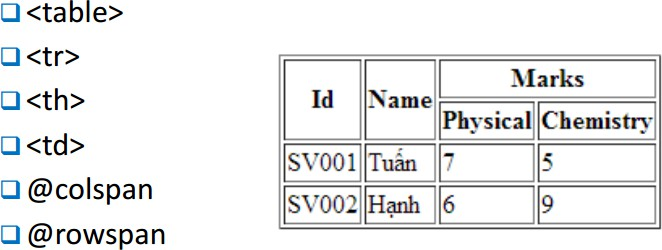 <table>
<tr>
<th>
<td>
@colspan
@rowspan
Id Name Marks
Physical Chemistry
SV001 Tuấn 7 5
SV002 Hạnh 6 9